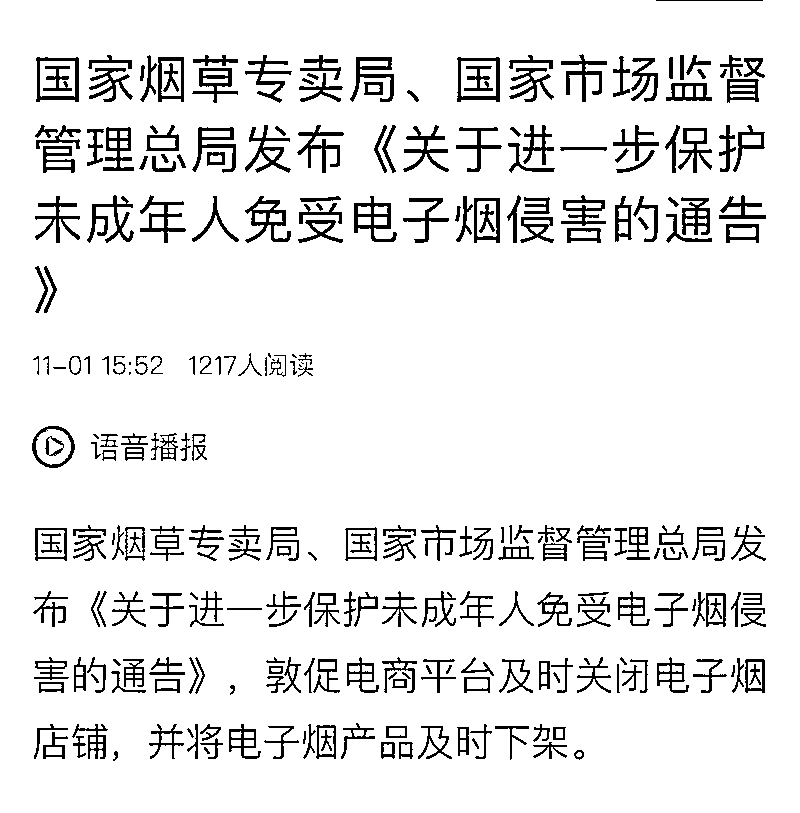 国家烟草专卖局、国家市场监督
管理总局发布《关于进一步保护
未成年人免受电子烟侵害的通告
》
11-01 15:52 1217人阅读
语音播报
国家烟草专卖局、国家市场监督管理总局发
布《关于进一步保护未成年人免受电子烟侵
害的通告》，敦促电商平台及时关闭电子烟
店铺，并将电子烟产品及时下架。